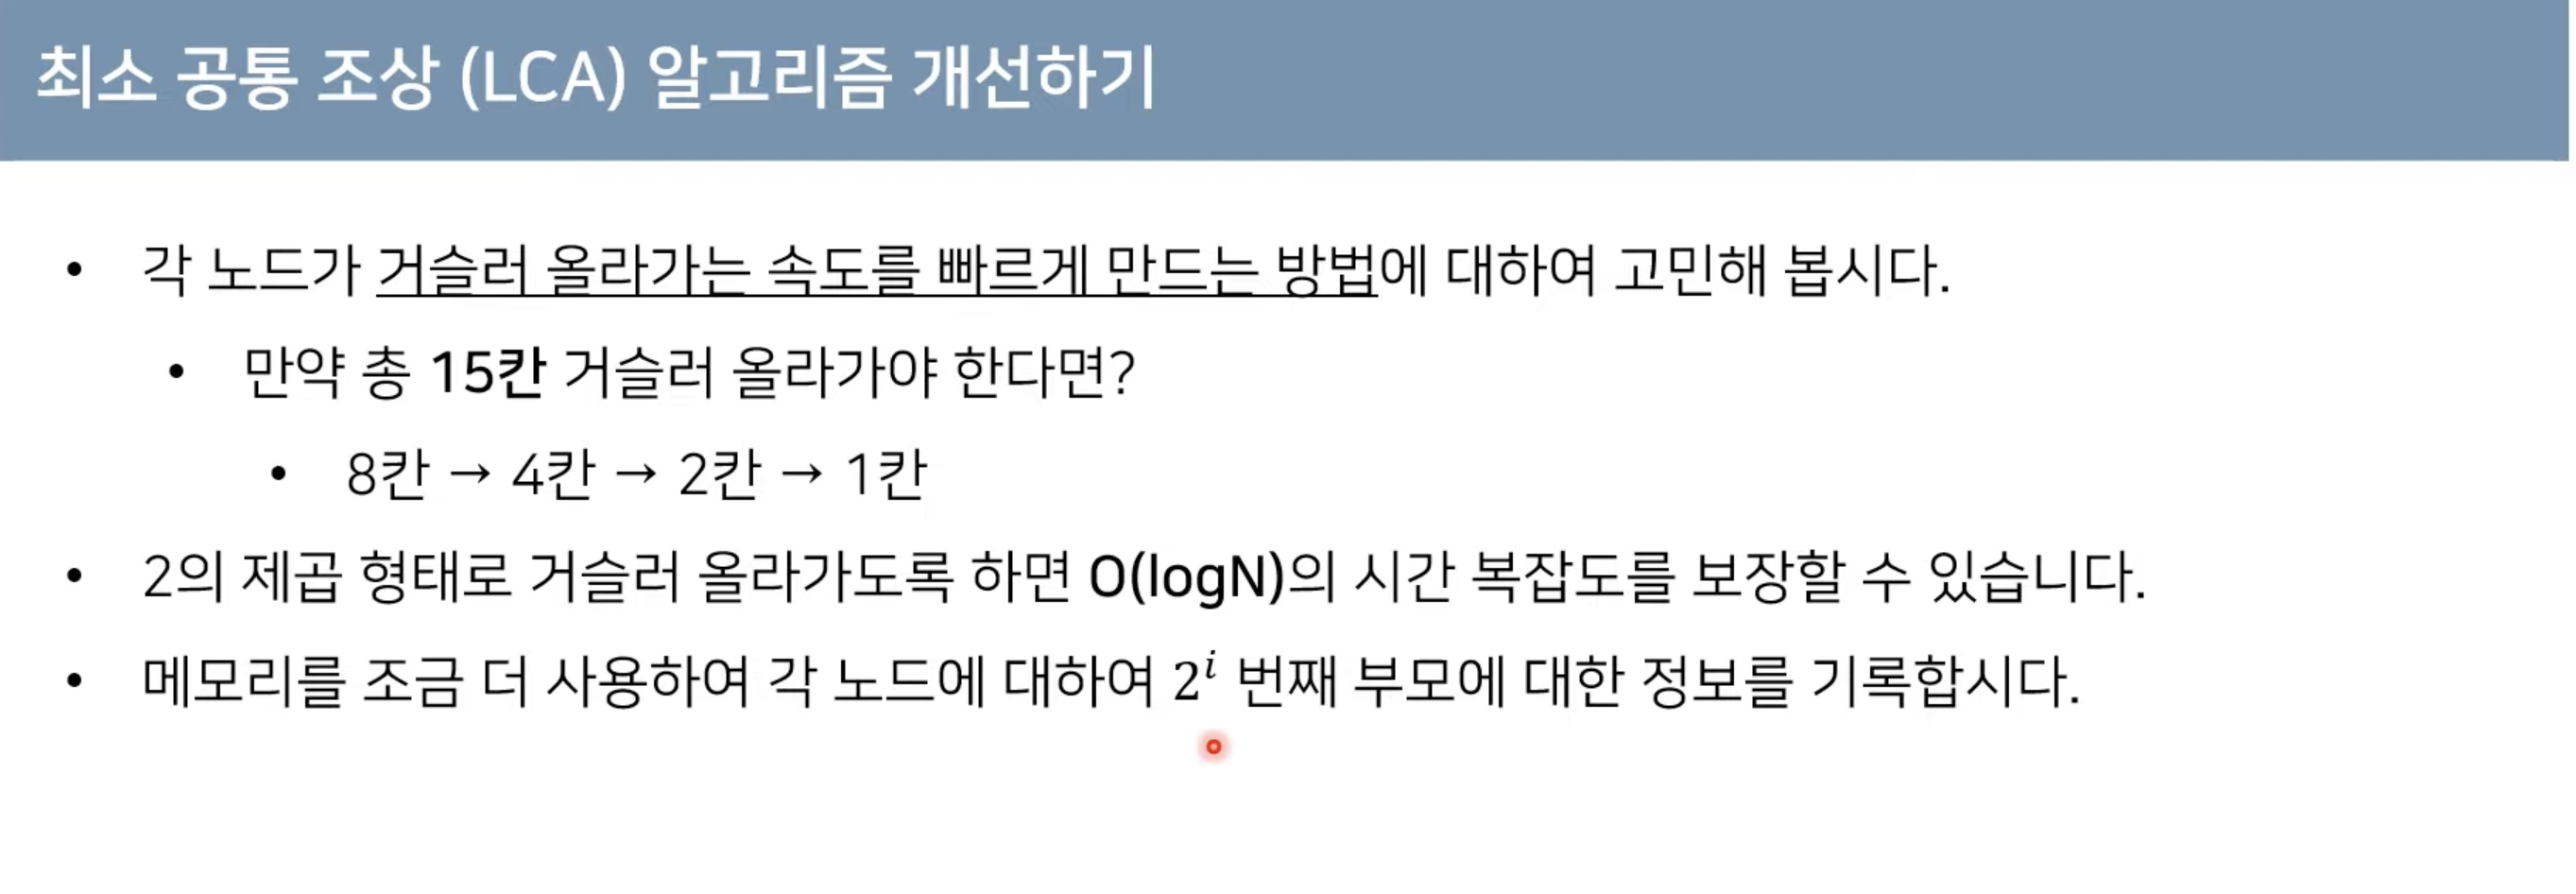 최소 공통 조상 (LCA) 알고리즘 개선하기
• 각 노드가 거슬러 올라가는 속도를 빠르게 만드는 방법에 대하여 고민해 봅시다.
• 만약 총 15칸 거슬러 올라가야 한다면?
• 8칸 → 4칸 → 2칸 → 1칸
• 2의 제곱 형태로 거슬러 올라가도록 하면 O(logN)의 시간 복잡도를 보장할 수 있습니다.
• 메모리를 조금 더 사용하여 각 노드에 대하여 2ⁱ 번째 부모에 대한 정보를 기록합시다.